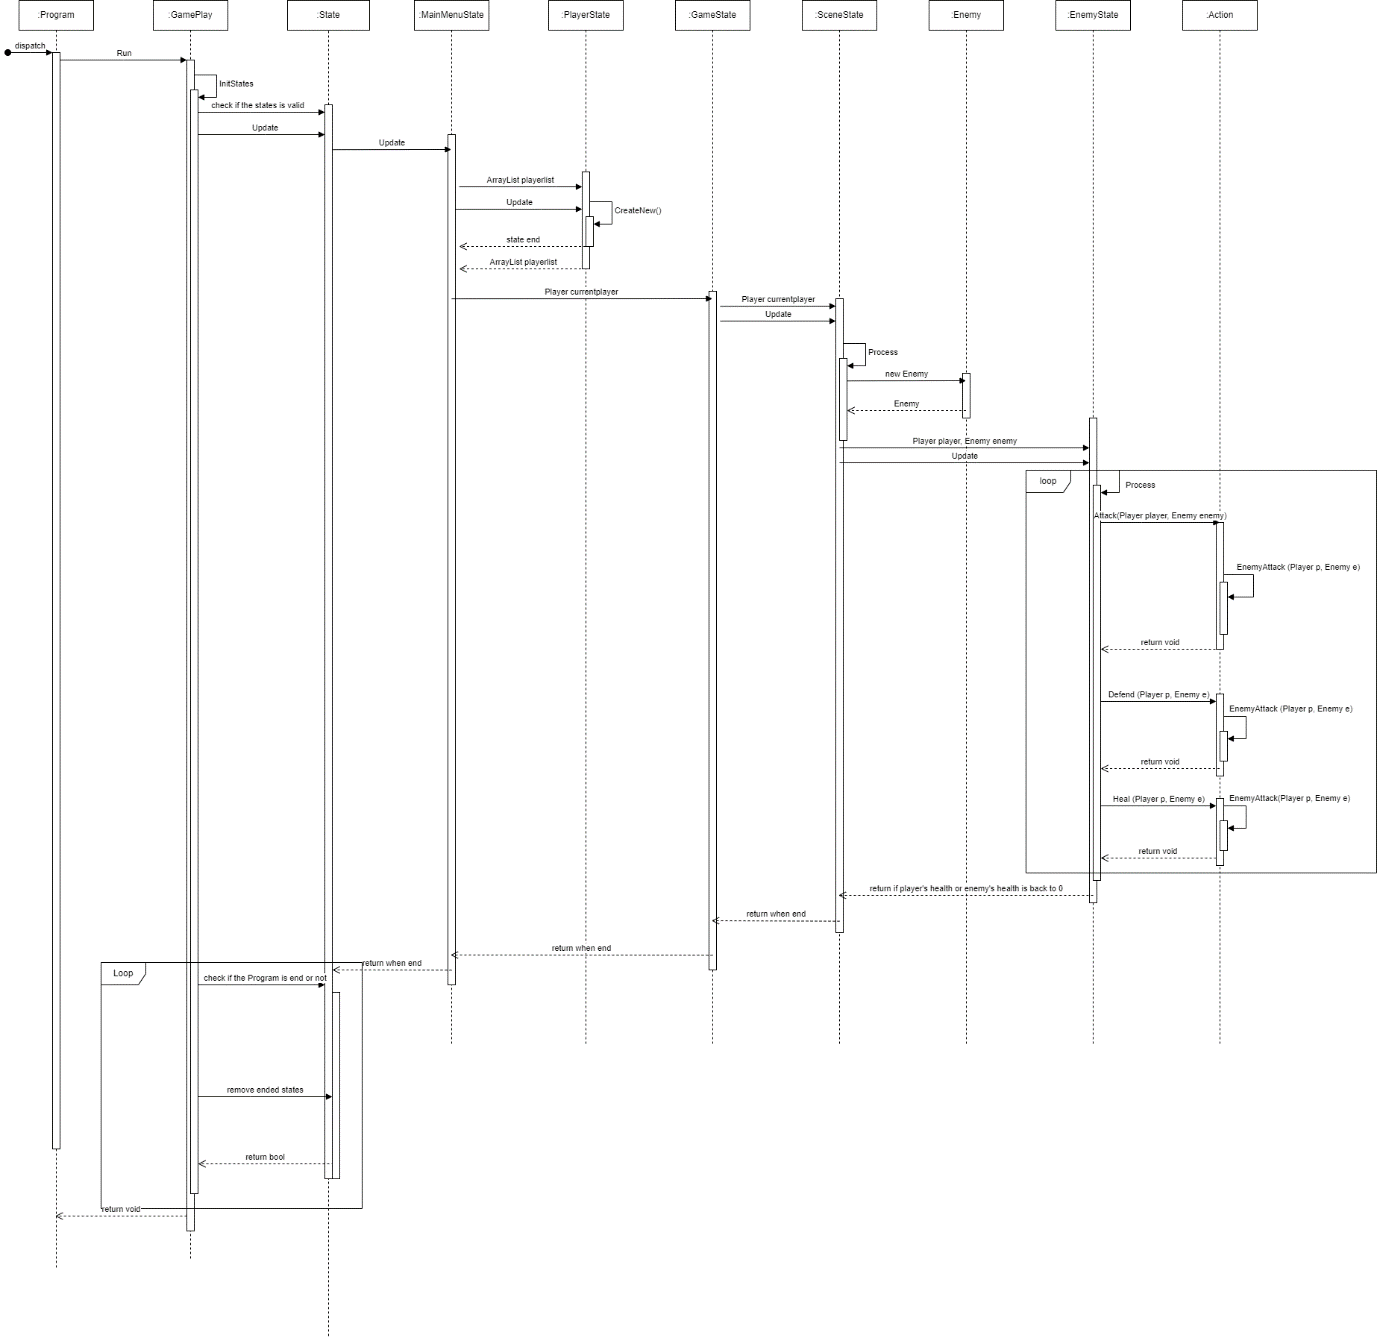 :Program
:GamePlay
:State
:MainMenuState
:PlayerState
:GameState
:SceneState
:Enemy
:EnemyState
:Action
dispatch
Run
InitStates
check if the states is valid
Update
Update
ArrayList playerlist
Update
CreateNew()
state end
ArrayList playerlist
Player currentplayer
Player currentplayer
Update
Process
new Enemy
Enemy
Player player, Enemy enemy
Update
loop
Process
Attack(Player player, Enemy enemy)
EnemyAttack (Player p, Enemy e)
return void
Defend (Player p, Enemy e)
EnemyAttack (Player p, Enemy e)
return void
Heal (Player p, Enemy e)
EnemyAttack(Player p, Enemy e)
return void
return if player's health or enemy's health is back to 0
return when end
return when end
return when end
Loop
check if the Program is end or not
remove ended states
return bool
return void